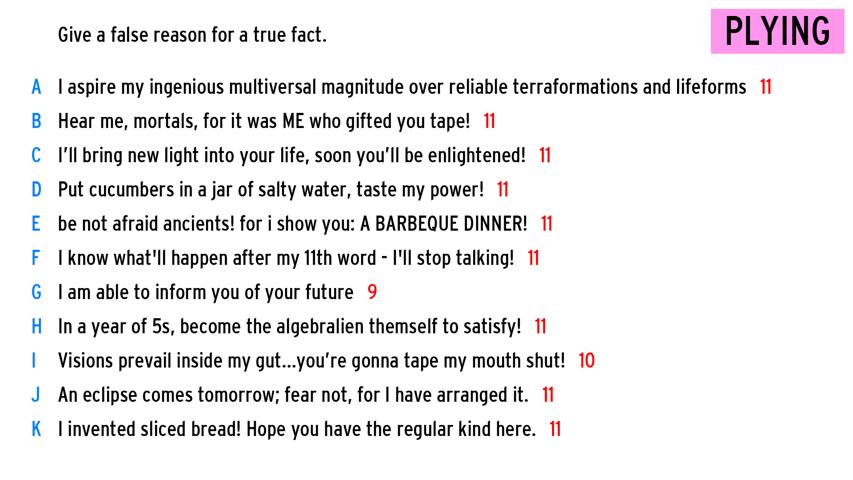 Give a false reason for a true fact.
PLYING
A I aspire my ingenious multiversal magnitude over reliable terraformations and lifeforms 11
B Hear me, mortals, for it was ME who gifted you tape! 11
C I’ll bring new light into your life, soon you’ll be enlightened! 11
D Put cucumbers in a jar of salty water, taste my power! 11
E be not afraid ancients! for i show you: A BARBEQUE DINNER! 11
F I know what'll happen after my 11th word - I'll stop talking! 11
G I am able to inform you of your future 9
H In a year of 5s, become the algebralien themself to satisfy! 11
I Visions prevail inside my gut...you’re gonna tape my mouth shut! 10
J An eclipse comes tomorrow; fear not, for I have arranged it. 11
K I invented sliced bread! Hope you have the regular kind here. 11